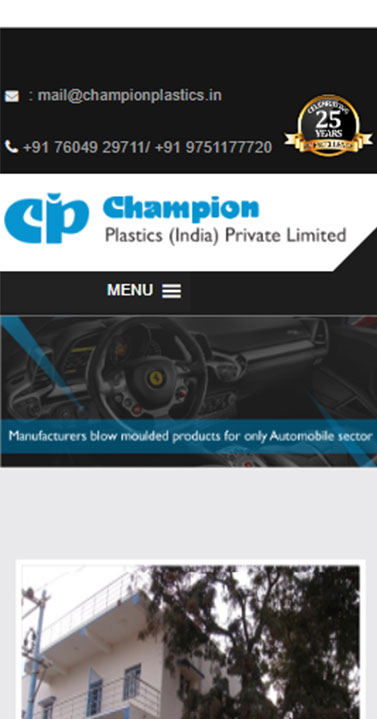 : mail@championplastics.in
CELEBRATING
25
YEARS
+91 76049 29711/ +91 9751177720
Champion
Plastics (India) Private Limited
MENU
Manufacturers blow moulded products for only Automobile sector